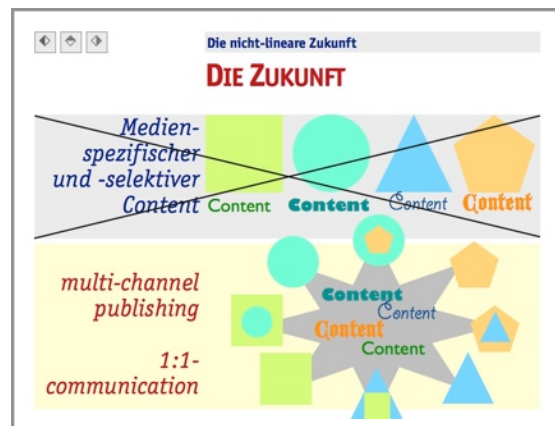 Die nicht-lineare Zukunft
DIE ZUKUNFT
Medien-
spezifischer
und -selektiver
Content
Content Content Content Content
multi-channel
publishing
1:1-
communication
Content
Content
Content
Content